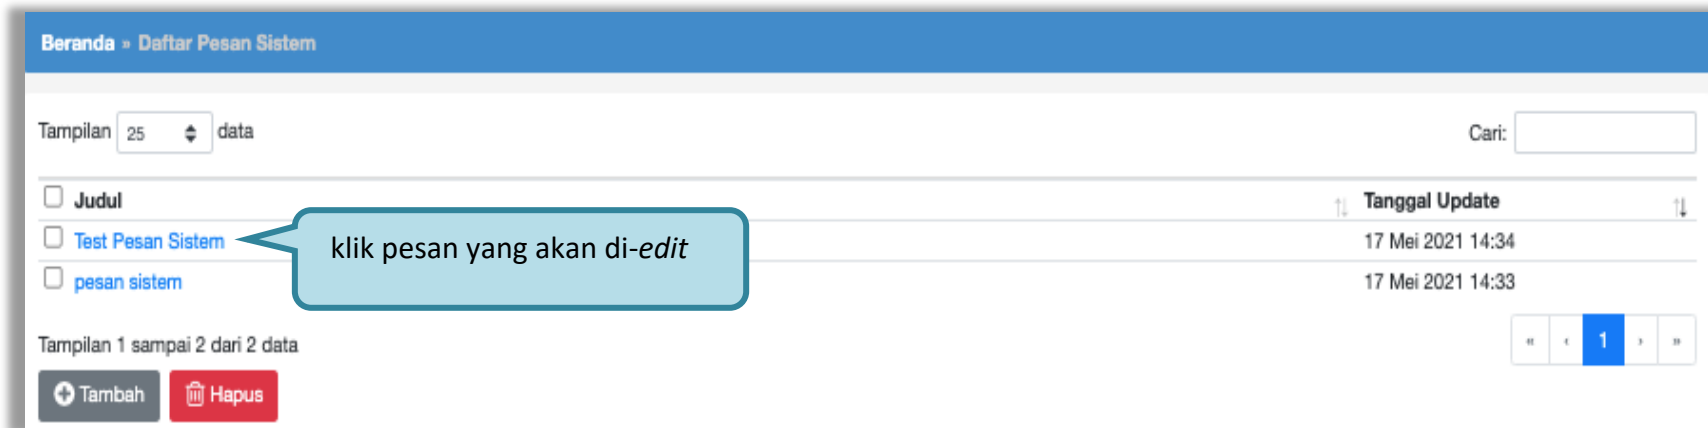 Beranda » Daftar Pesan Sistem
Tampilan 25 data
Cari:
Judul
Tanggal Update
Test Pesan Sistem
17 Mei 2021 14:34
klik pesan yang akan di-edit
pesan sistem
17 Mei 2021 14:33
Tampilan 1 sampai 2 dari 2 data
« ‹ 1 › »
Tambah
Hapus